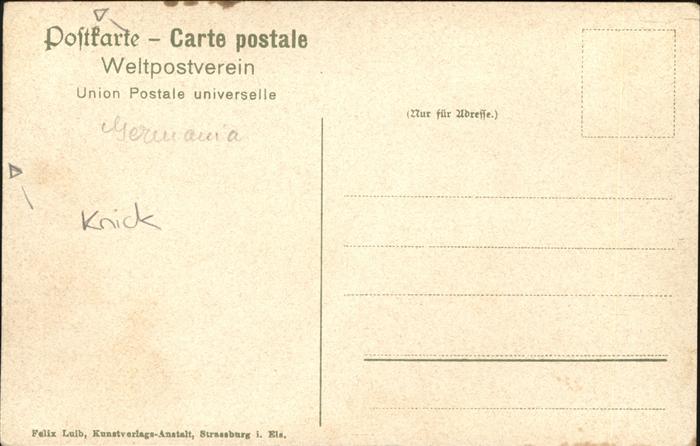 Postkarte – Carte postale
Weltpostverein
Union Postale universelle
(Nur für Adresse.)
Germania
Knick
Felix Luib, Kunstverlags-Anstalt, Strassburg i. Els.